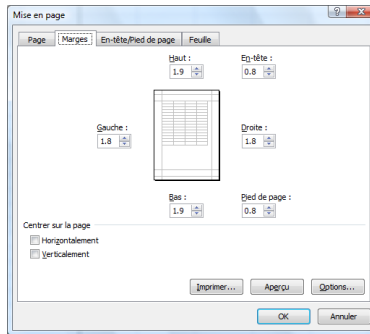 Mise en page
Page Marges En-tête/Pied de page Feuille
Haut : En-tête :
1.9 0.8
Gauche : Droite :
1.8 1.8
Bas : Pied de page :
1.9 0.8
Centrer sur la page
Horizontalement
Verticalement
Imprimer... Aperçu Options...
OK Annuler